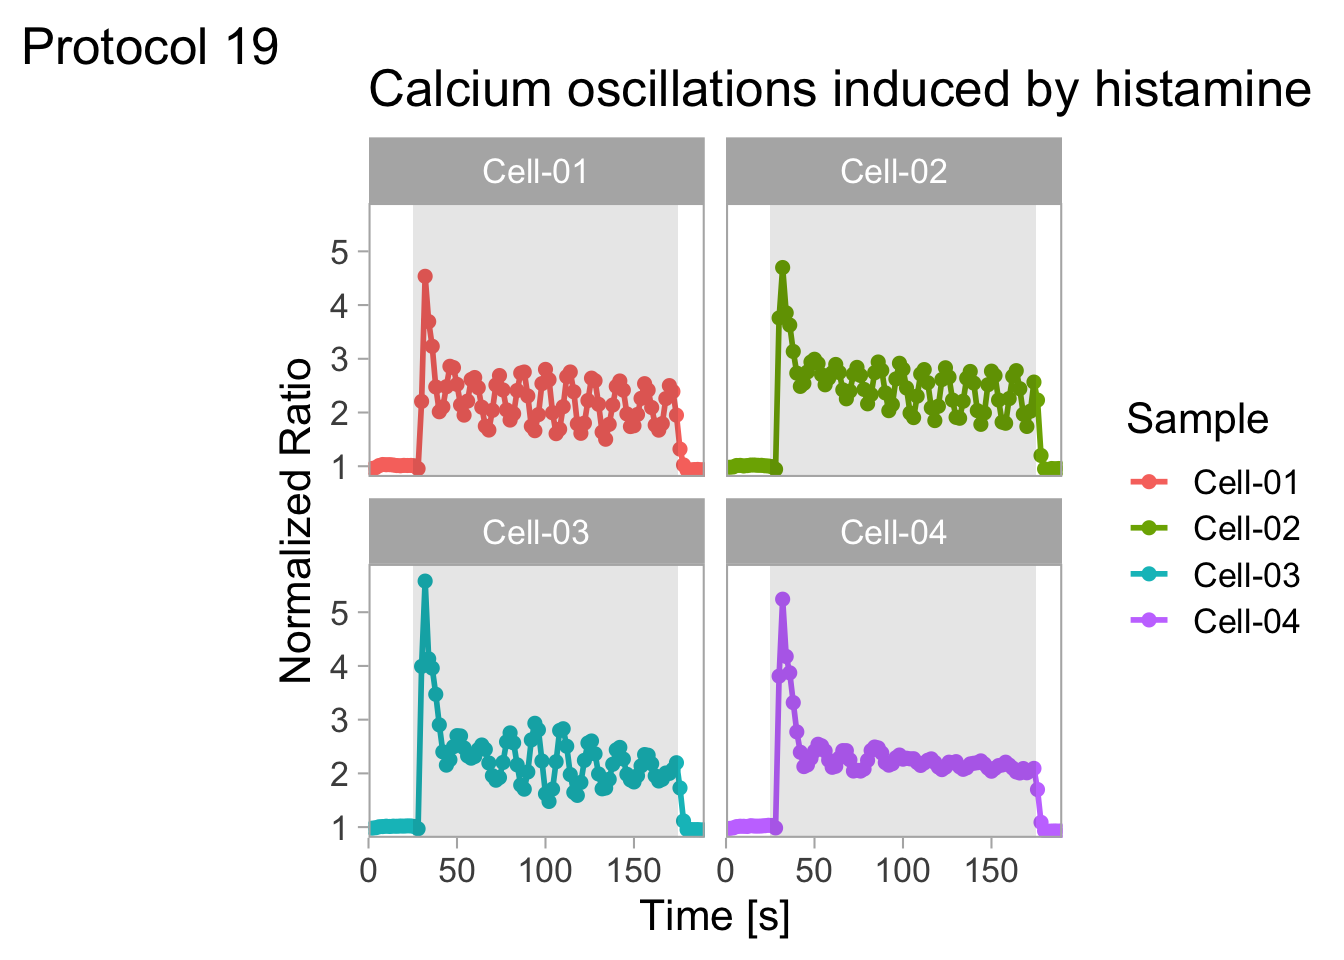 Protocol 19
Calcium oscillations induced by histamine
Cell-01
Cell-02
5
4
3
2
1
Cell-03
Cell-04
5
4
3
2
1
0 50 100 150
0 50 100 150
Time [s]
Normalized Ratio
Sample
Cell-01
Cell-02
Cell-03
Cell-04